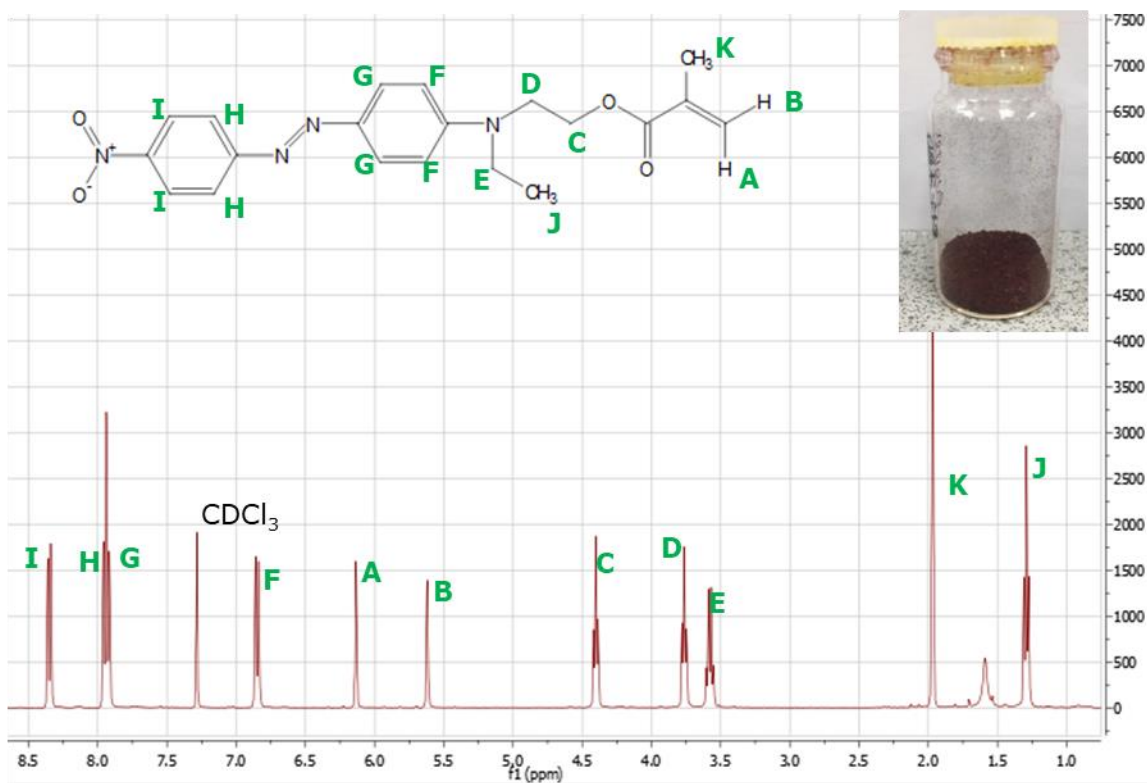 K
G
F
D
CH₃
I
H
O
B
O
N
N⁺
N
N
C
O
A
O⁻
G
F
E
CH₃
I
H
J
CDCl₃
I
H
G
F
A
B
C
D
E
K
J
7500
7000
6500
6000
5500
5000
4500
4000
3500
3000
2500
2000
1500
1000
500
0
8.5 8.0 7.5 7.0 6.5 6.0 5.5 5.0 4.5 4.0 3.5 3.0 2.5 2.0 1.5 1.0
f1 (ppm)